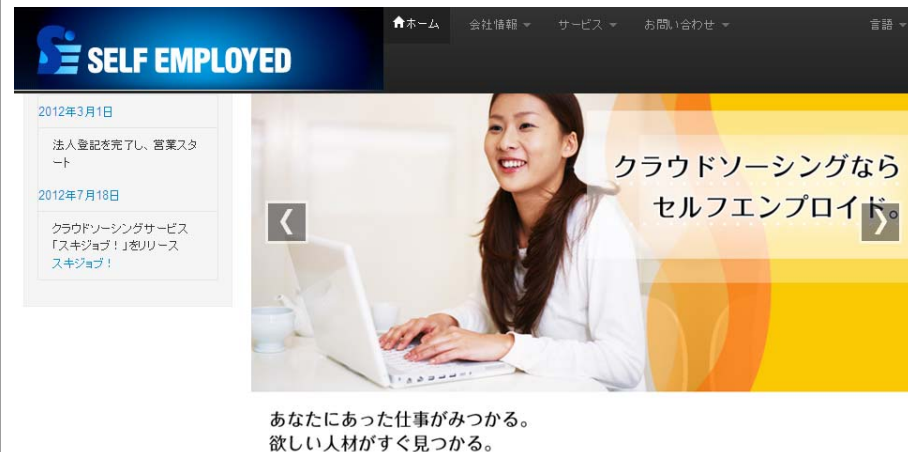 SE SELF EMPLOYED
ホーム 会社情報 サービス お問い合わせ 言語
2012年3月1日
法人登記を完了し、営業スタ
ート
2012年7月18日
クラウドソーシングサービス
「スキジョブ！」をリリース
スキジョブ！
クラウドソーシングなら
セルフエンプロイド。
あなたにあった仕事がみつかる。
欲しい人材がすぐ見つかる。